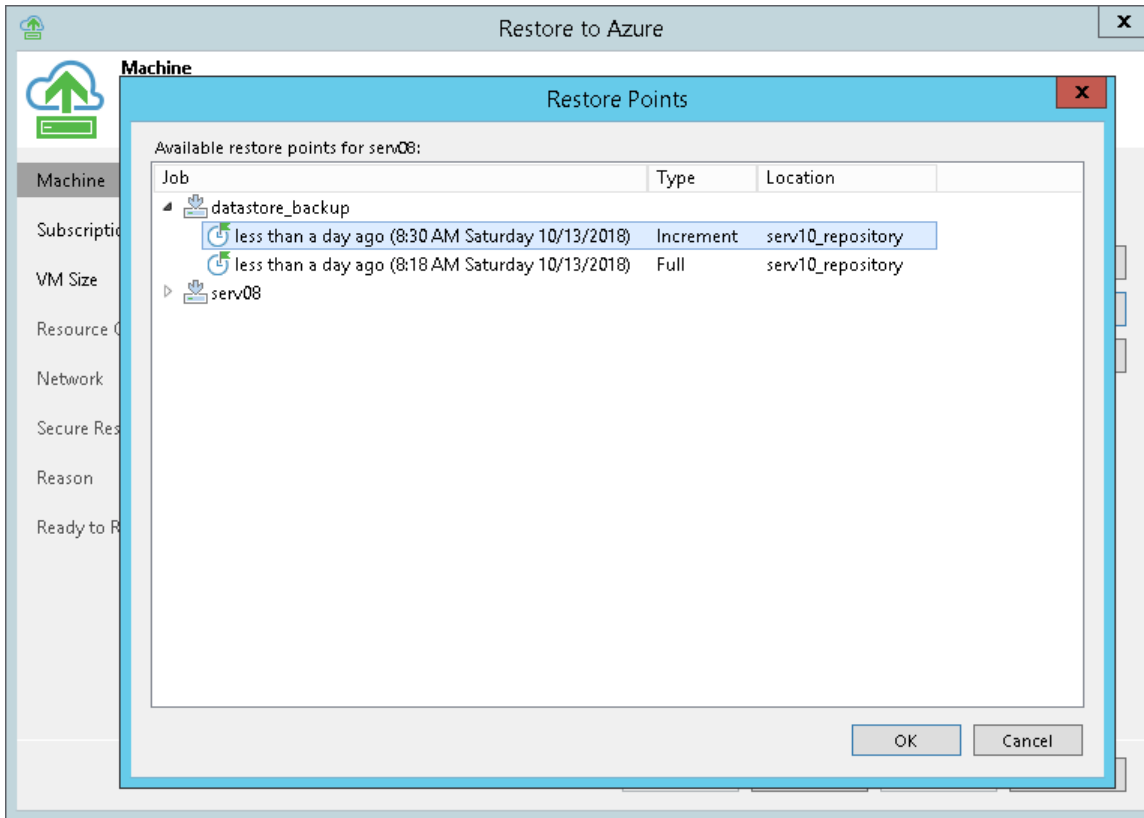 Restore to Azure
x
Machine
Restore Points
x
Available restore points for serv08:
Job Type Location
datastore_backup
less than a day ago (8:30 AM Saturday 10/13/2018) Increment serv10_repository
less than a day ago (8:18 AM Saturday 10/13/2018) Full serv10_repository
serv08
Machine
VM Size
Resource
Network
Secure
Reason
Ready to
OK Cancel